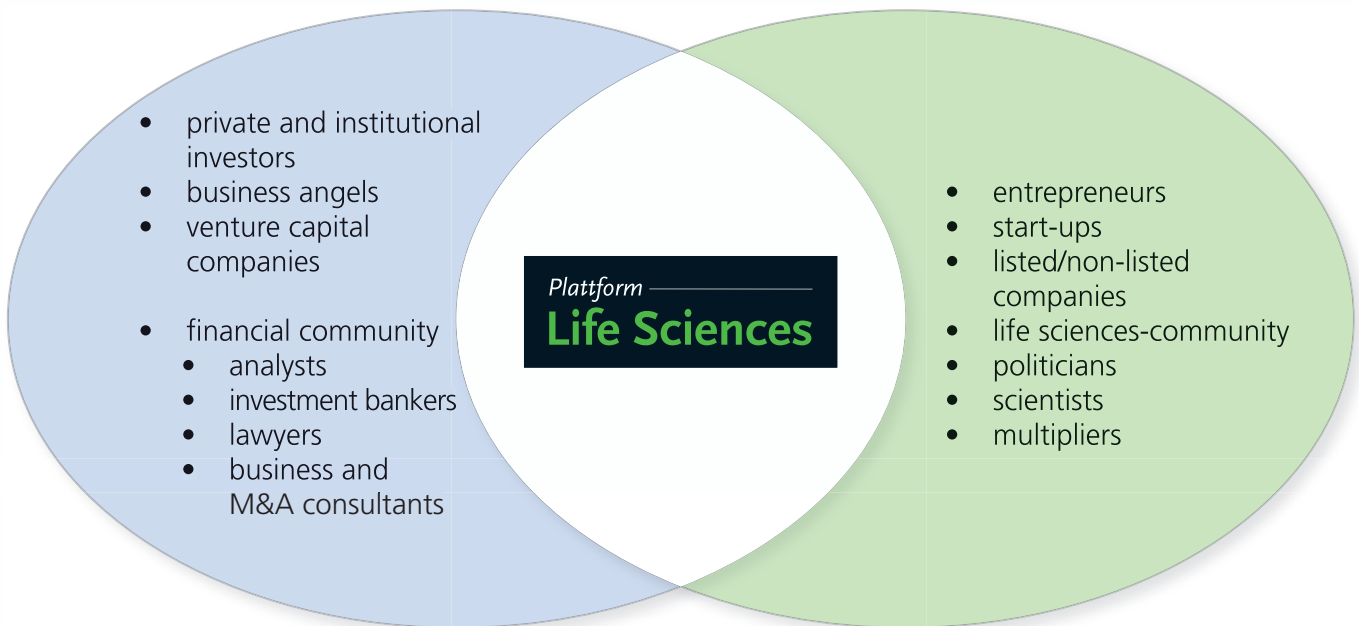 • private and institutional
investors
• business angels
• venture capital
companies
• financial community
• analysts
• investment bankers
• lawyers
• business and
M&A consultants
Plattform
Life Sciences
• entrepreneurs
• start-ups
• listed/non-listed
companies
• life sciences-community
• politicians
• scientists
• multipliers